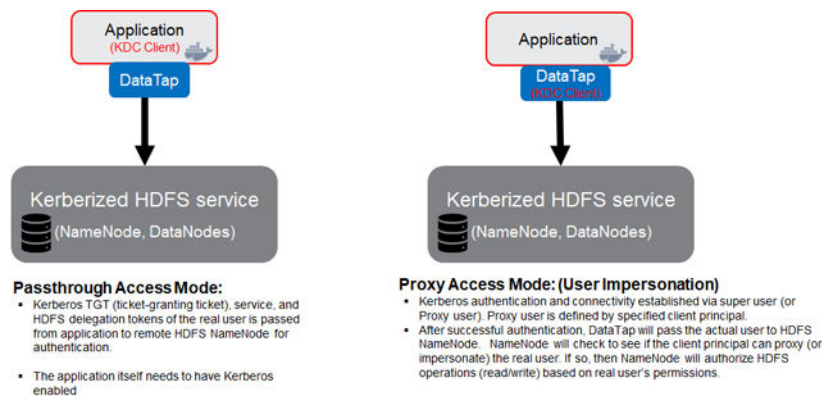 Application
(KDC Client)
DataTap
Kerberized HDFS service
(NameNode, DataNodes)
Passthrough Access Mode:
▪ Kerberos TGT (ticket-granting ticket), service, and
HDFS delegation tokens of the real user is passed
from application to remote HDFS NameNode for
authentication.
▪ The application itself needs to have Kerberos
enabled
Application
DataTap
(KDC Client)
Kerberized HDFS service
(NameNode, DataNodes)
Proxy Access Mode: (User Impersonation)
▪ Kerberos authentication and connectivity established via super user (or
Proxy user). Proxy user is defined by specified client principal.
▪ After successful authentication, DataTap will pass the actual user to HDFS
NameNode. NameNode will check to see if the client principal can proxy (or
impersonate) the real user. If so, then NameNode will authorize HDFS
operations (read/write) based on real user's permissions.